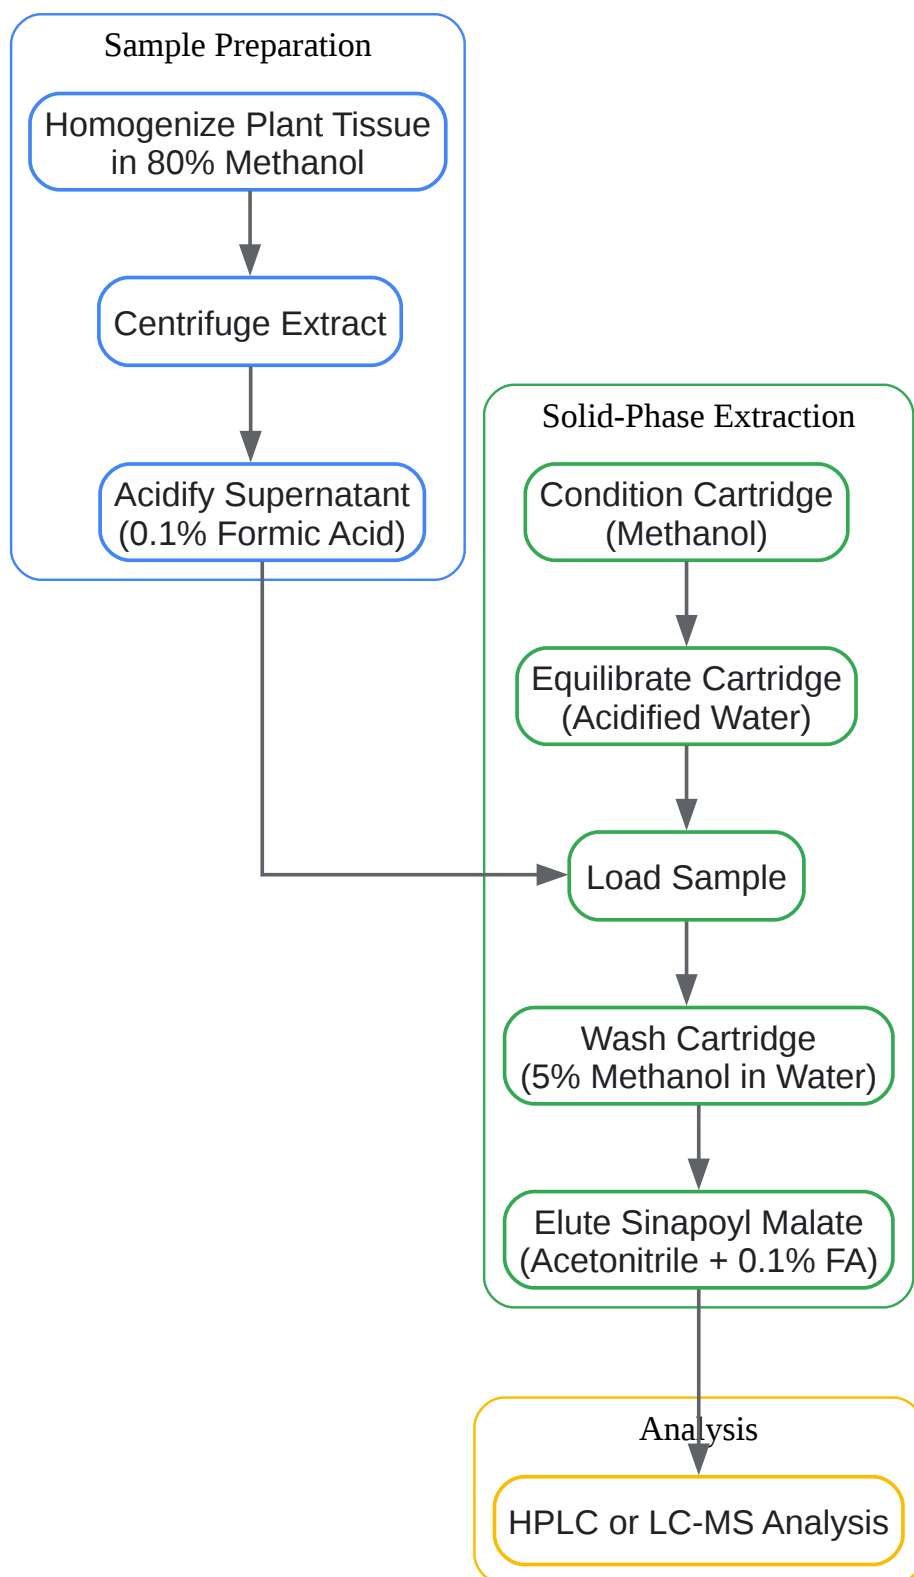 Sample Preparation
Homogenize Plant Tissue
in 80% Methanol
Centrifuge Extract
Acidify Supernatant
(0.1% Formic Acid)
Solid-Phase Extraction
Condition Cartridge
(Methanol)
Equilibrate Cartridge
(Acidified Water)
Load Sample
Wash Cartridge
(5% Methanol in Water)
Elute Sinapoyl Malate
(Acetonitrile + 0.1% FA)
Analysis
HPLC or LC-MS Analysis